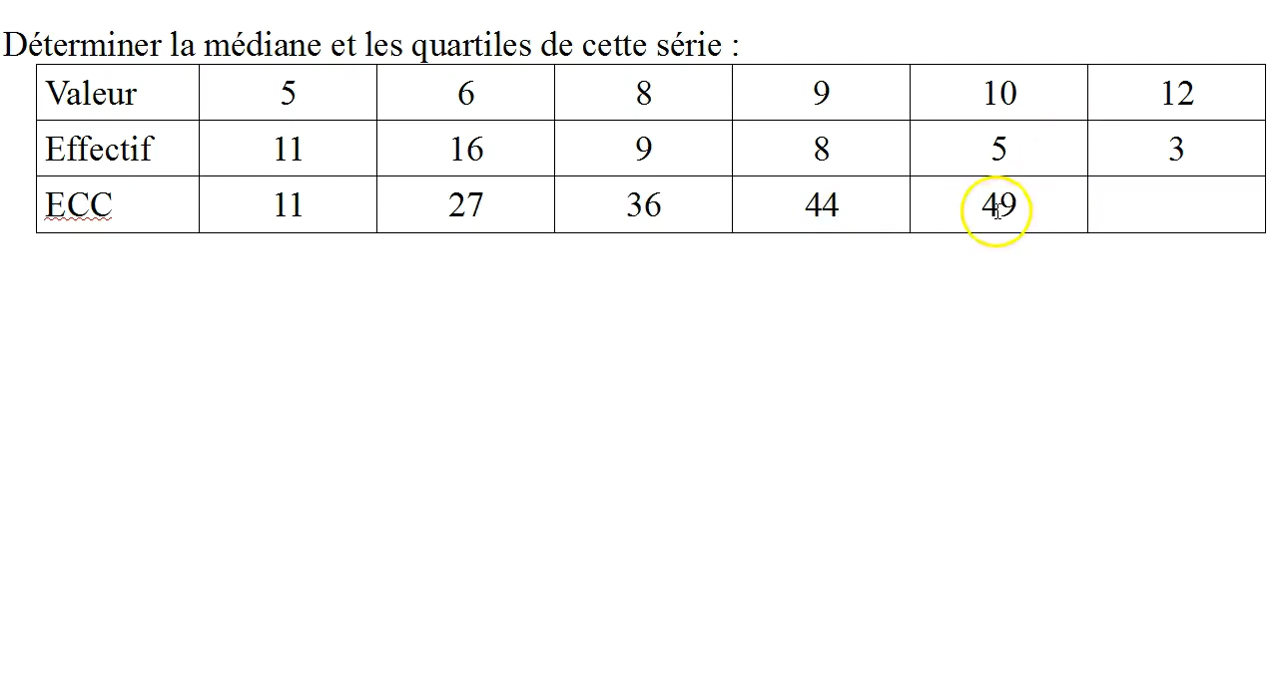 Déterminer la médiane et les quartiles de cette série :
Valeur 5 6 8 9 10 12
Effectif 11 16 9 8 5 3
ECC 11 27 36 44 49